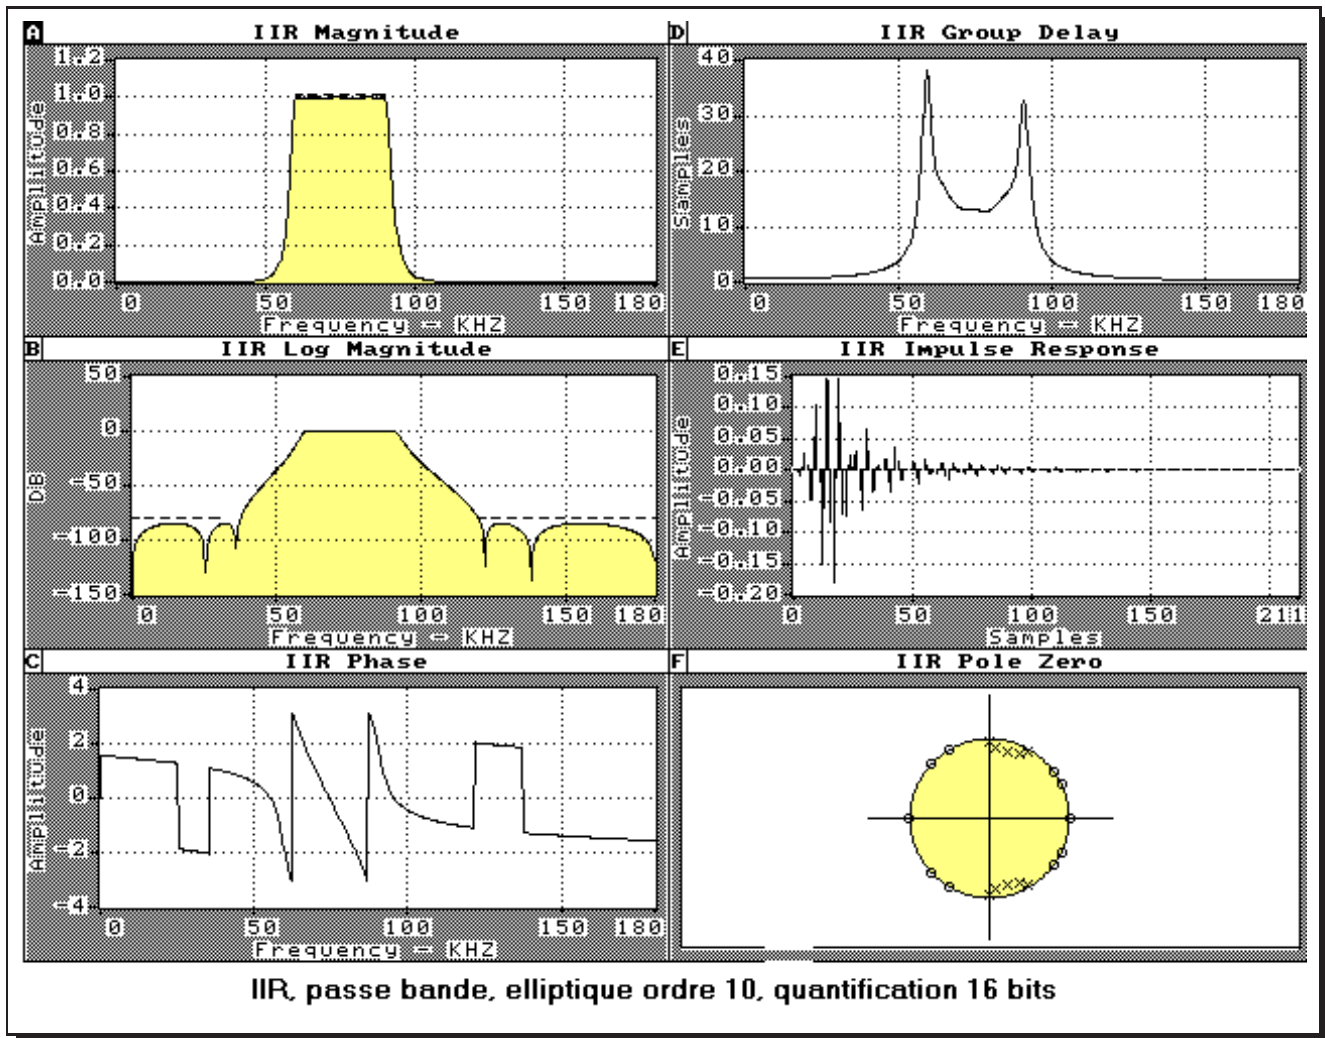 A IIR Magnitude
1.2
1.0
0.8
0.6
0.4
0.2
0.0
Amplitude
0 50 100 150 180
Frequency - KHZ
D IIR Group Delay
40
30
20
10
0
Samples
0 50 100 150 180
Frequency - KHZ
B IIR Log Magnitude
50
0
-50
-100
-150
DB
0 50 100 150 180
Frequency - KHZ
E IIR Impulse Response
0.15
0.10
0.05
0.00
-0.05
-0.10
-0.15
-0.20
Amplitude
0 50 100 150 211
Samples
C IIR Phase
4
2
0
-2
-4
Amplitude
0 50 100 150 180
Frequency - KHZ
F IIR Pole Zero
IIR, passe bande, elliptique ordre 10, quantification 16 bits